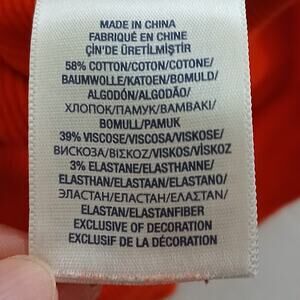 MADE IN CHINA
FABRIQUÉ EN CHINE
ÇİN'DE ÜRETİLMİŞTİR
58% COTTON/COTON/COTONE/
BAUMWOLLE/KATOEN/BOMULD/
ALGODÓN/ALGODÃO/
ХЛОПОК/ПАМУК/ΒΑΜΒΑΚΙ/
BOMULL/PAMUK
39% VISCOSE/VISCOSA/VISKOSE/
ВИСКОЗА/ΒΙΣΚΟΖ/VISKOS/VİSKOZ
3% ELASTANE/ELASTHANNE/
ELASTHAN/ELASTAAN/ELASTANO/
ЭЛАСТАН/ЕЛАСТАН/ΕΛΑΣΤΑΝ/
ELASTAN/ELASTANFIBER
EXCLUSIVE OF DECORATION
EXCLUSIF DE LA DÉCORATION